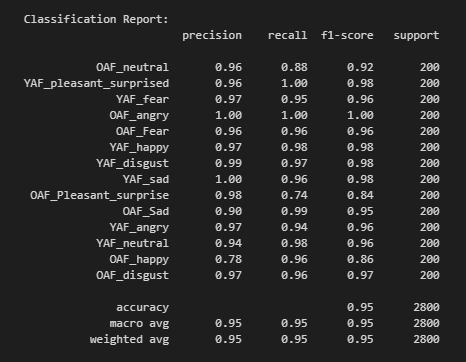 Classification Report:
precision recall f1-score support
OAF_neutral 0.96 0.88 0.92 200
YAF_pleasant_surprised 0.96 1.00 0.98 200
YAF_fear 0.97 0.95 0.96 200
OAF_angry 1.00 1.00 1.00 200
OAF_Fear 0.96 0.96 0.96 200
YAF_happy 0.97 0.98 0.98 200
YAF_disgust 0.99 0.97 0.98 200
YAF_sad 1.00 0.96 0.98 200
OAF_Pleasant_surprise 0.98 0.74 0.84 200
OAF_Sad 0.90 0.99 0.95 200
YAF_angry 0.97 0.94 0.96 200
YAF_neutral 0.94 0.98 0.96 200
OAF_happy 0.78 0.96 0.86 200
OAF_disgust 0.97 0.96 0.97 200
accuracy 0.95 2800
macro avg 0.95 0.95 0.95 2800
weighted avg 0.95 0.95 0.95 2800